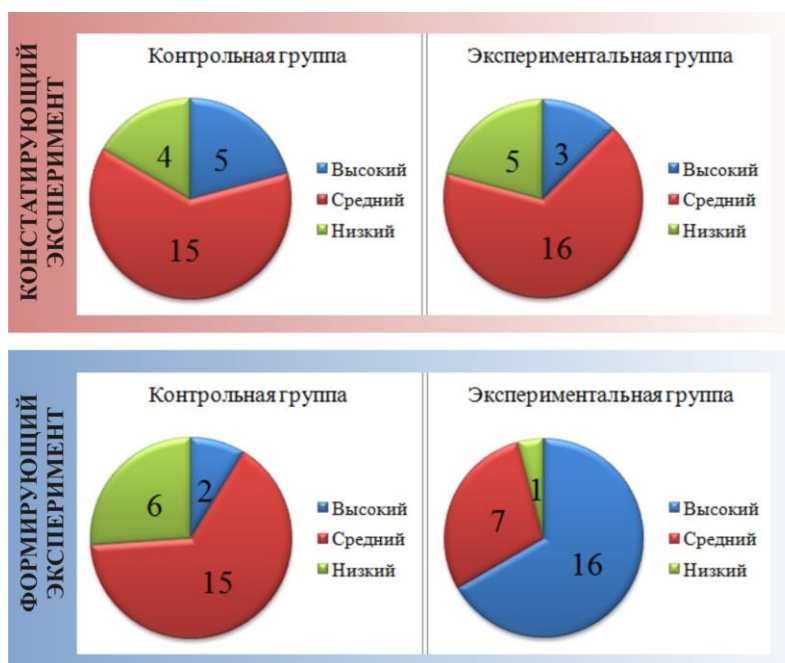 КОНСТАТИРУЮЩИЙ
ЭКСПЕРИМЕНТ
Контрольная группа
4
5
15
Высокий
Средний
Низкий
Экспериментальная группа
5
3
16
Высокий
Средний
Низкий
ФОРМИРУЮЩИЙ
ЭКСПЕРИМЕНТ
Контрольная группа
2
6
15
Высокий
Средний
Низкий
Экспериментальная группа
1
7
16
Высокий
Средний
Низкий